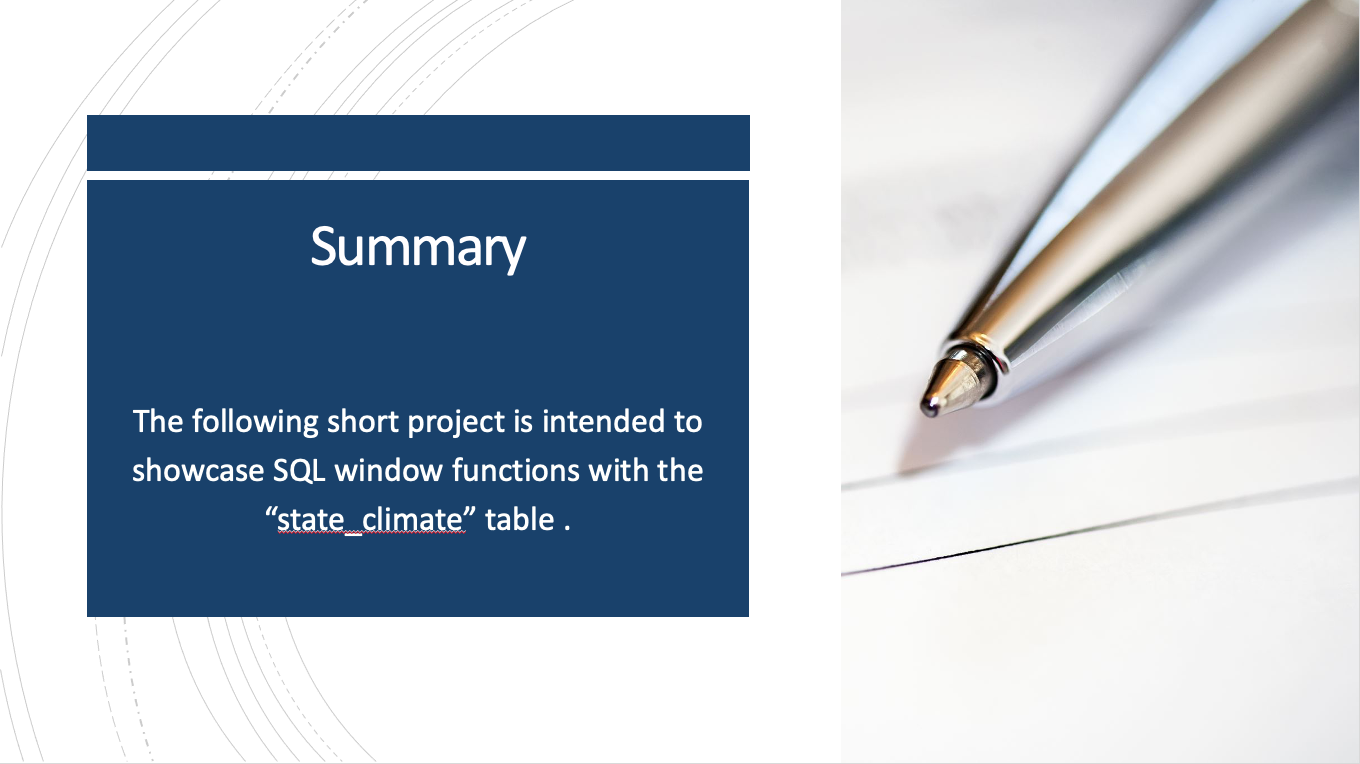 Summary
The following short project is intended to
showcase SQL window functions with the
“state_climate” table .